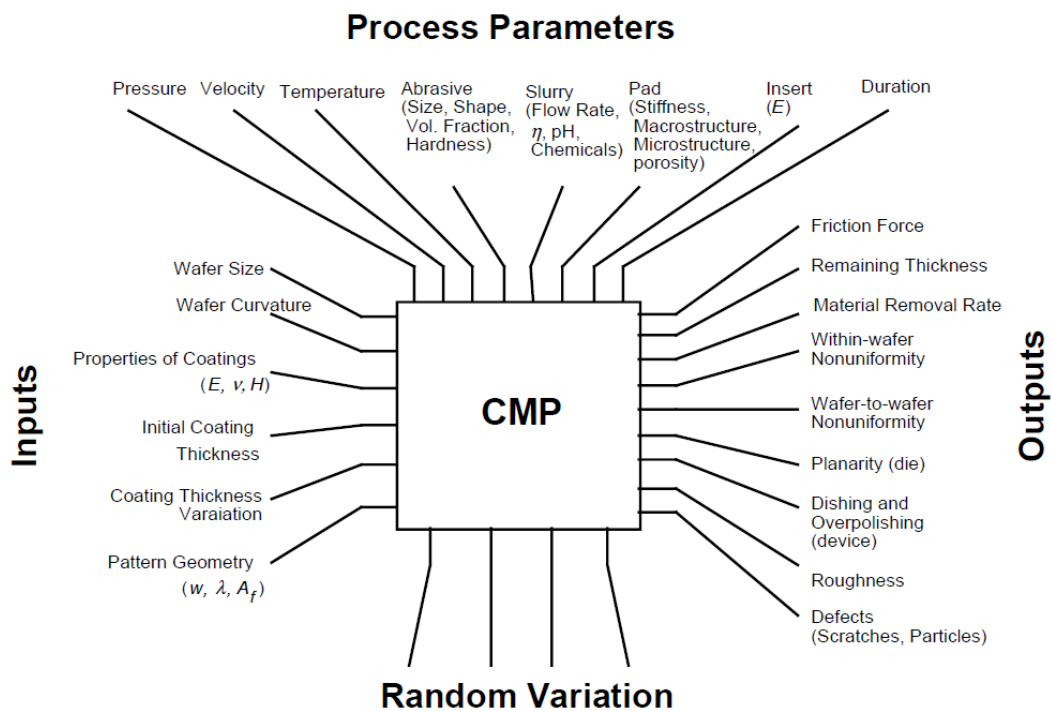 Process Parameters
Pressure
Velocity
Temperature
Abrasive
(Size, Shape,
Vol. Fraction,
Hardness)
Slurry
(Flow Rate,
η, pH,
Chemicals)
Pad
(Stiffness,
Macrostructure,
Microstructure,
porosity)
Insert
(E)
Duration
Inputs
Wafer Size
Wafer Curvature
Properties of Coatings
(E, ν, H)
Initial Coating
Thickness
Coating Thickness
Varaiation
Pattern Geometry
(w, λ, A_f)
CMP
Friction Force
Remaining Thickness
Material Removal Rate
Within-wafer
Nonuniformity
Wafer-to-wafer
Nonuniformity
Planarity (die)
Dishing and
Overpolishing
(device)
Roughness
Defects
(Scratches, Particles)
Outputs
Random Variation